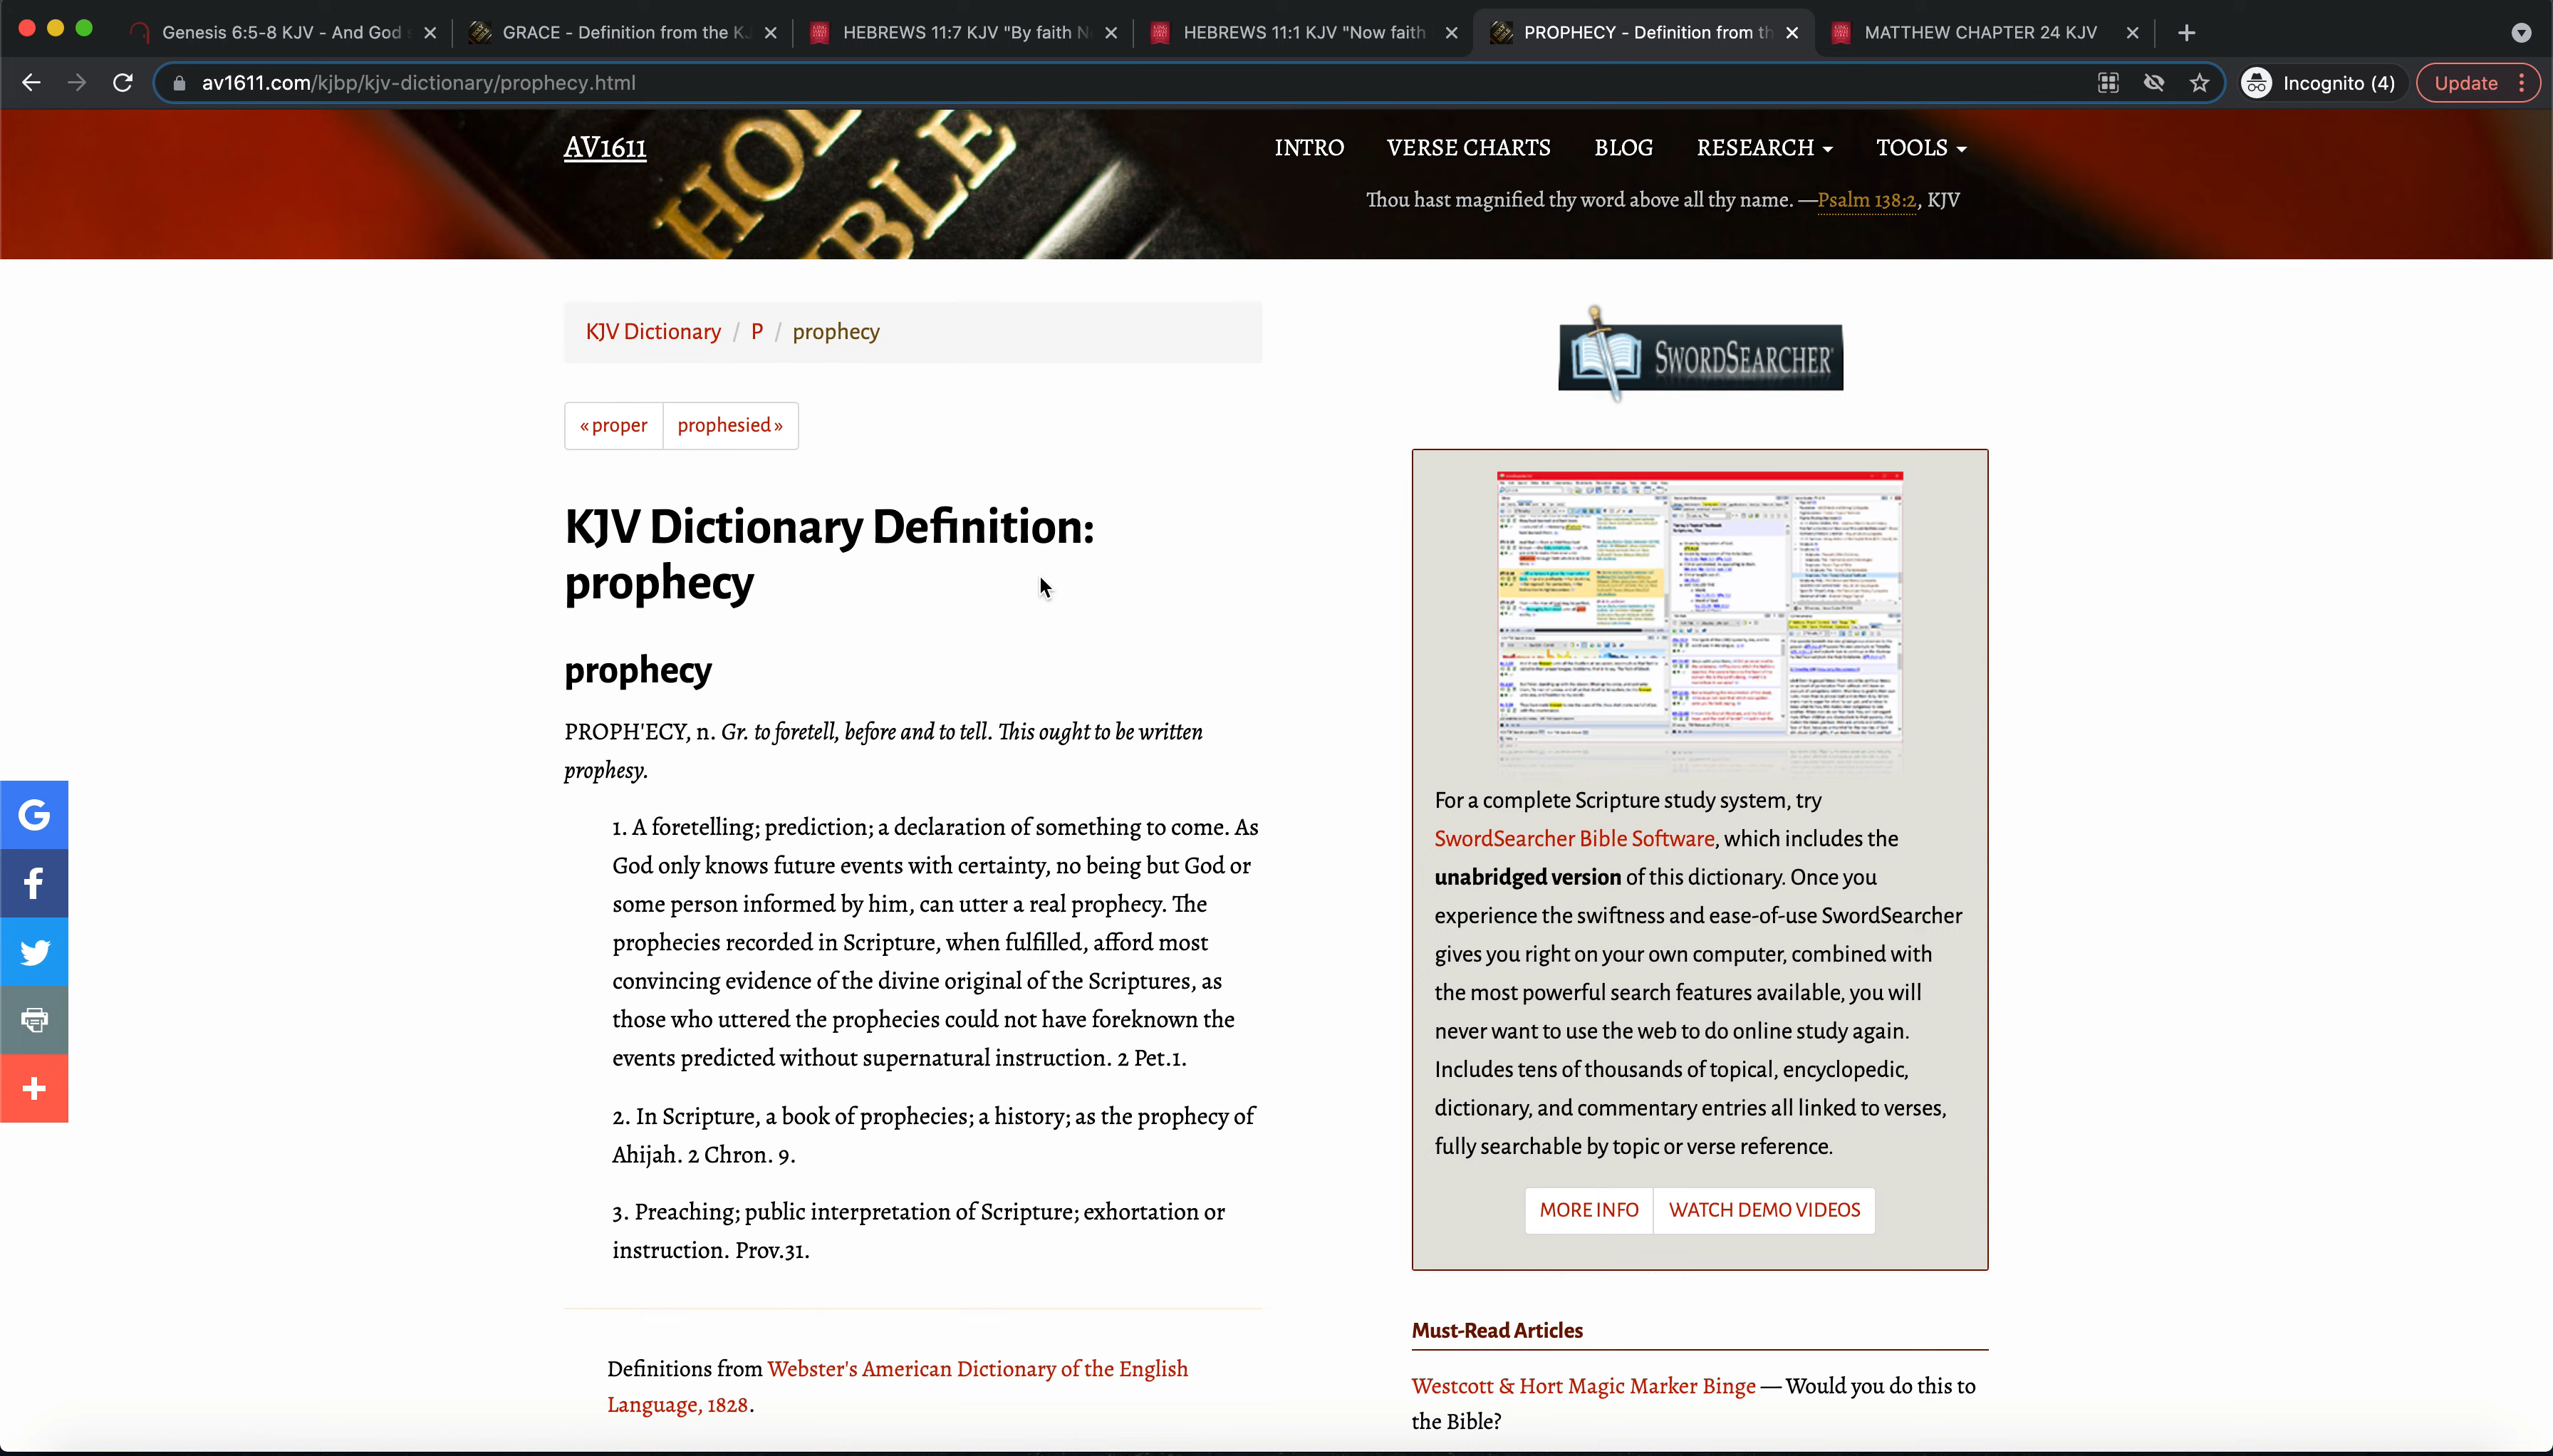 Genesis 6:5-8 KJV - And God
GRACE - Definition from the KJ
HEBREWS 11:7 KJV "By faith N
HEBREWS 11:1 KJV "Now faith
PROPHECY - Definition from th
MATTHEW CHAPTER 24 KJV
av1611.com/kjbp/kjv-dictionary/prophecy.html
Incognito (4)
Update
HOLY
BIBLE
AV1611
INTRO
VERSE CHARTS
BLOG
RESEARCH
TOOLS
Thou hast magnified thy word above all thy name. —Psalm 138:2, KJV
KJV Dictionary / P / prophecy
« proper
prophesied »
KJV Dictionary Definition:
prophecy
prophecy
PROPH'ECY, n. Gr. to foretell, before and to tell. This ought to be written
prophesy.
1. A foretelling; prediction; a declaration of something to come. As
God only knows future events with certainty, no being but God or
some person informed by him, can utter a real prophecy. The
prophecies recorded in Scripture, when fulfilled, afford most
convincing evidence of the divine original of the Scriptures, as
those who uttered the prophecies could not have foreknown the
events predicted without supernatural instruction. 2 Pet.1.
2. In Scripture, a book of prophecies; a history; as the prophecy of
Ahijah. 2 Chron. 9.
3. Preaching; public interpretation of Scripture; exhortation or
instruction. Prov.31.
Definitions from Webster's American Dictionary of the English
Language, 1828.
SWORDSEARCHER
For a complete Scripture study system, try
SwordSearcher Bible Software, which includes the
unabridged version of this dictionary. Once you
experience the swiftness and ease-of-use SwordSearcher
gives you right on your own computer, combined with
the most powerful search features available, you will
never want to use the web to do online study again.
Includes tens of thousands of topical, encyclopedic,
dictionary, and commentary entries all linked to verses,
fully searchable by topic or verse reference.
MORE INFO
WATCH DEMO VIDEOS
Must-Read Articles
Westcott & Hort Magic Marker Binge — Would you do this to
the Bible?